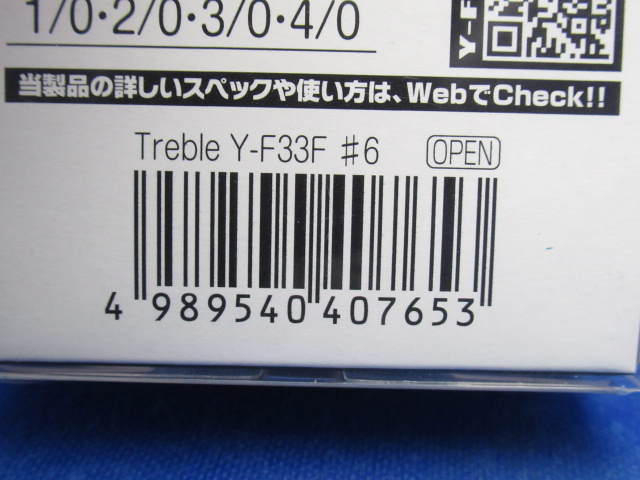 1/0・2/0・3/0・4/0
Y-F
当製品の詳しいスペックや使い方は、WebでCheck!!
Treble Y-F33F ♯6 OPEN
4 989540 407653